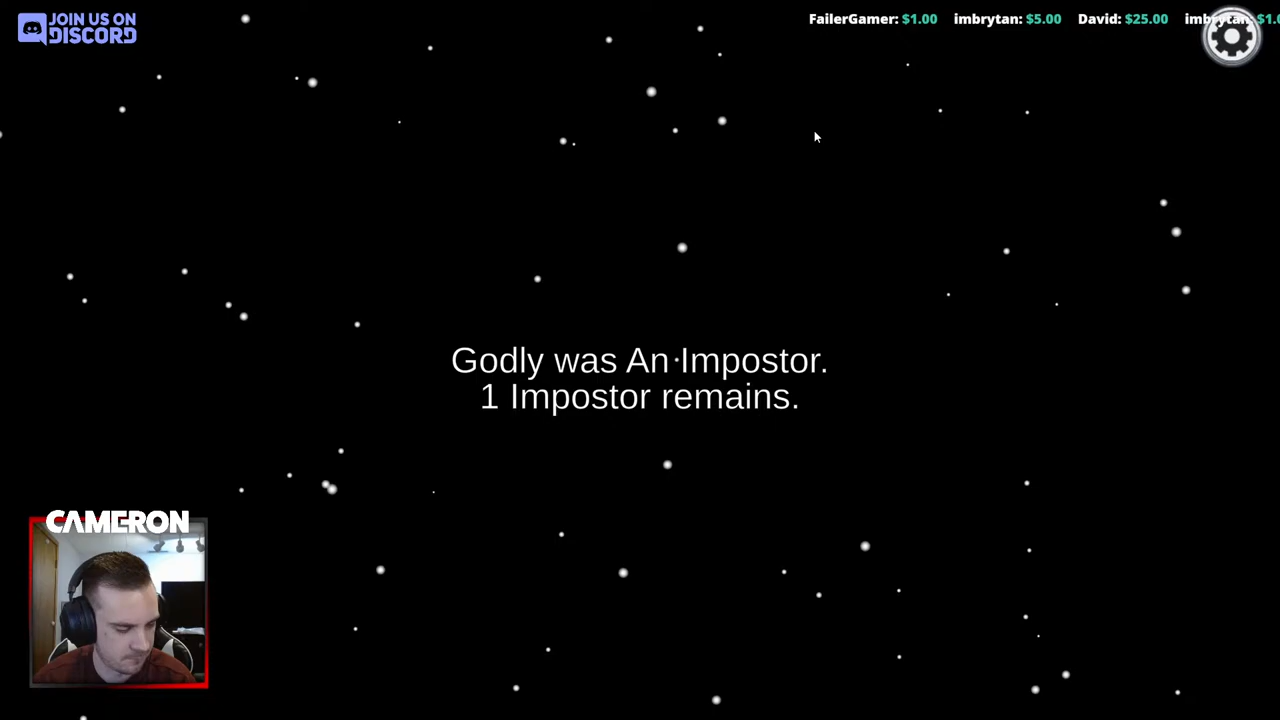 JOIN US ON
DISCORD
FailerGamer: $1.00 imbrytan: $5.00 David: $25.00
Godly was An Impostor.
1 Impostor remains.
CAMERON